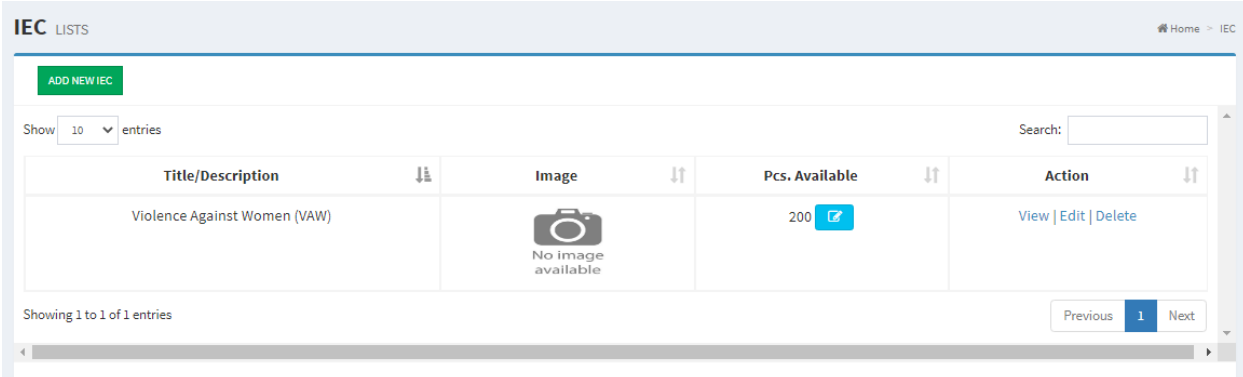 IEC LISTS
Home > IEC
ADD NEW IEC
Show 10 entries
Search:
Title/Description Image Pcs. Available Action
Violence Against Women (VAW) No image available 200 View | Edit | Delete
Showing 1 to 1 of 1 entries
Previous 1 Next